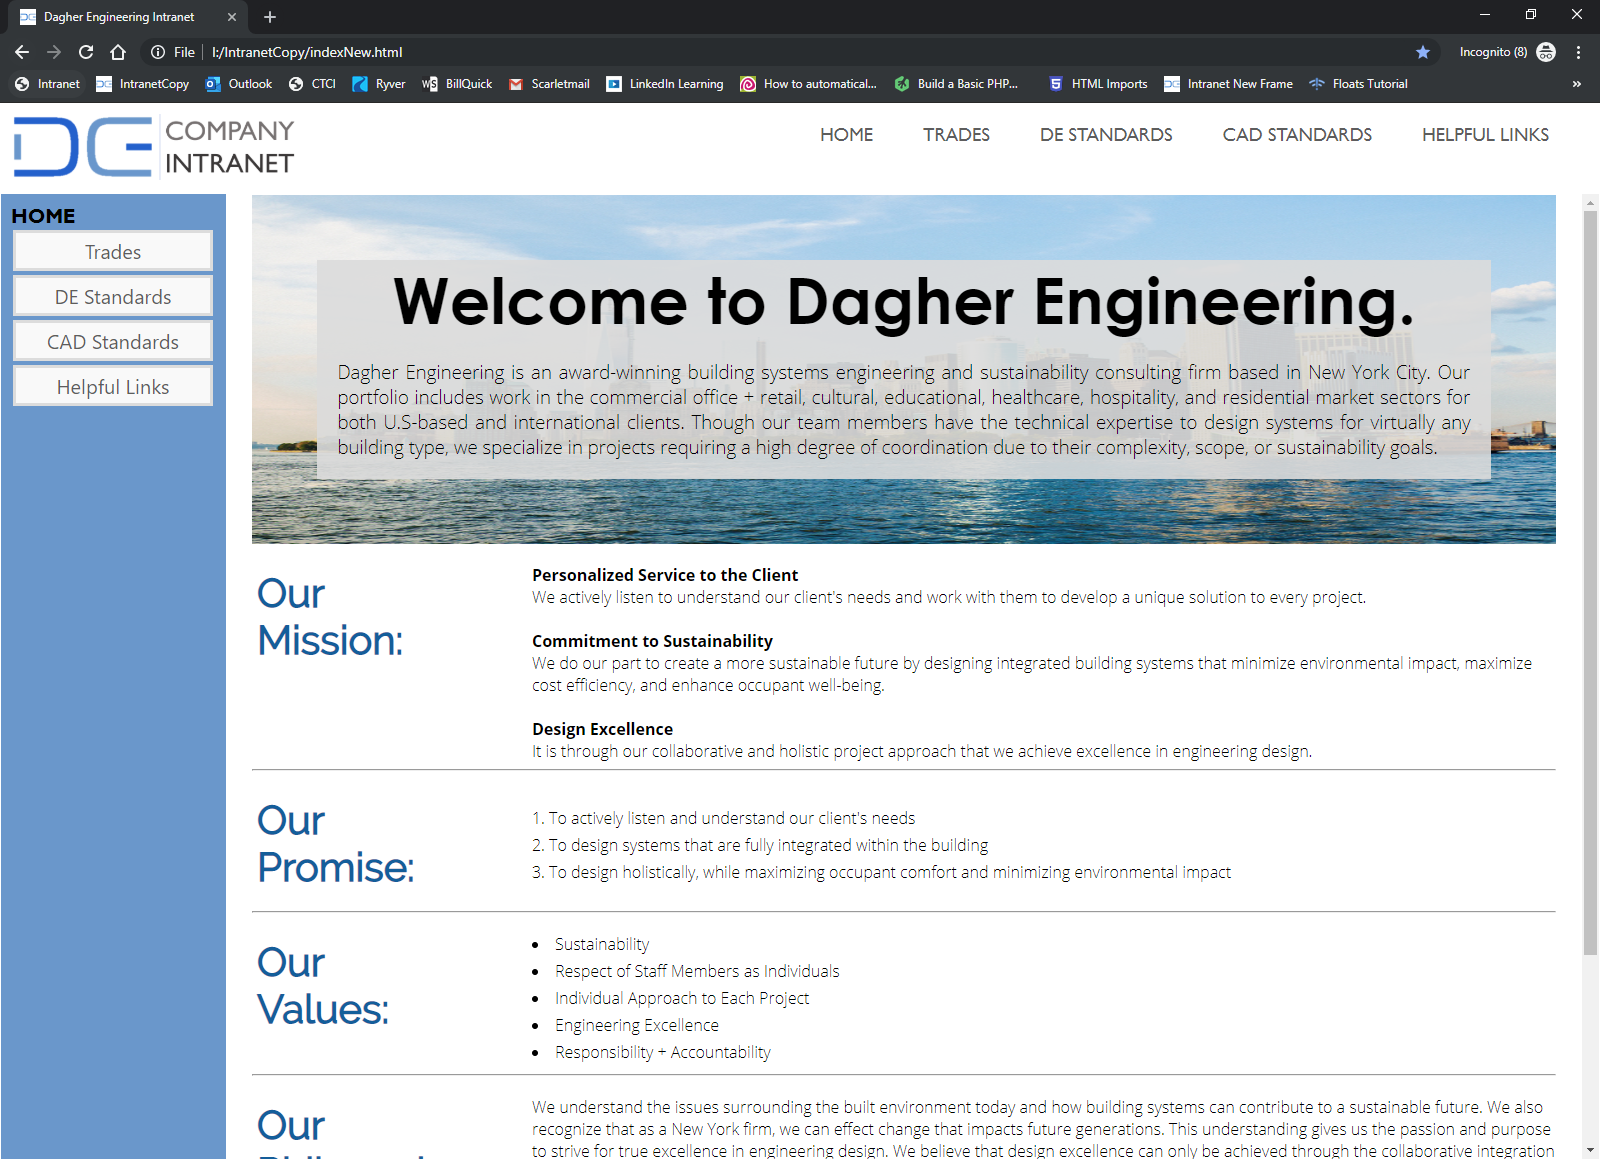 Dagher Engineering Intranet
File
I:/IntranetCopy/indexNew.html
Incognito (8)
Intranet
IntranetCopy
Outlook
CTCI
Ryver
BillQuick
Scarletmail
LinkedIn Learning
How to automatical...
Build a Basic PHP...
HTML Imports
Intranet New Frame
Floats Tutorial
DE COMPANY
INTRANET
HOME
TRADES
DE STANDARDS
CAD STANDARDS
HELPFUL LINKS
HOME
Trades
DE Standards
CAD Standards
Helpful Links
Welcome to Dagher Engineering.
Dagher Engineering is an award-winning building systems engineering and sustainability consulting firm based in New York City. Our
portfolio includes work in the commercial office + retail, cultural, educational, healthcare, hospitality, and residential market sectors for
both U.S-based and international clients. Though our team members have the technical expertise to design systems for virtually any
building type, we specialize in projects requiring a high degree of coordination due to their complexity, scope, or sustainability goals.
Our
Mission:
Personalized Service to the Client
We actively listen to understand our client's needs and work with them to develop a unique solution to every project.
Commitment to Sustainability
We do our part to create a more sustainable future by designing integrated building systems that minimize environmental impact, maximize
cost efficiency, and enhance occupant well-being.
Design Excellence
It is through our collaborative and holistic project approach that we achieve excellence in engineering design.
Our
Promise:
1. To actively listen and understand our client's needs
2. To design systems that are fully integrated within the building
3. To design holistically, while maximizing occupant comfort and minimizing environmental impact
Our
Values:
• Sustainability
• Respect of Staff Members as Individuals
• Individual Approach to Each Project
• Engineering Excellence
• Responsibility + Accountability
Our
We understand the issues surrounding the built environment today and how building systems can contribute to a sustainable future. We also
recognize that as a New York firm, we can effect change that impacts future generations. This understanding gives us the passion and purpose
to strive for true excellence in engineering design. We believe that design excellence can only be achieved through the collaborative integration